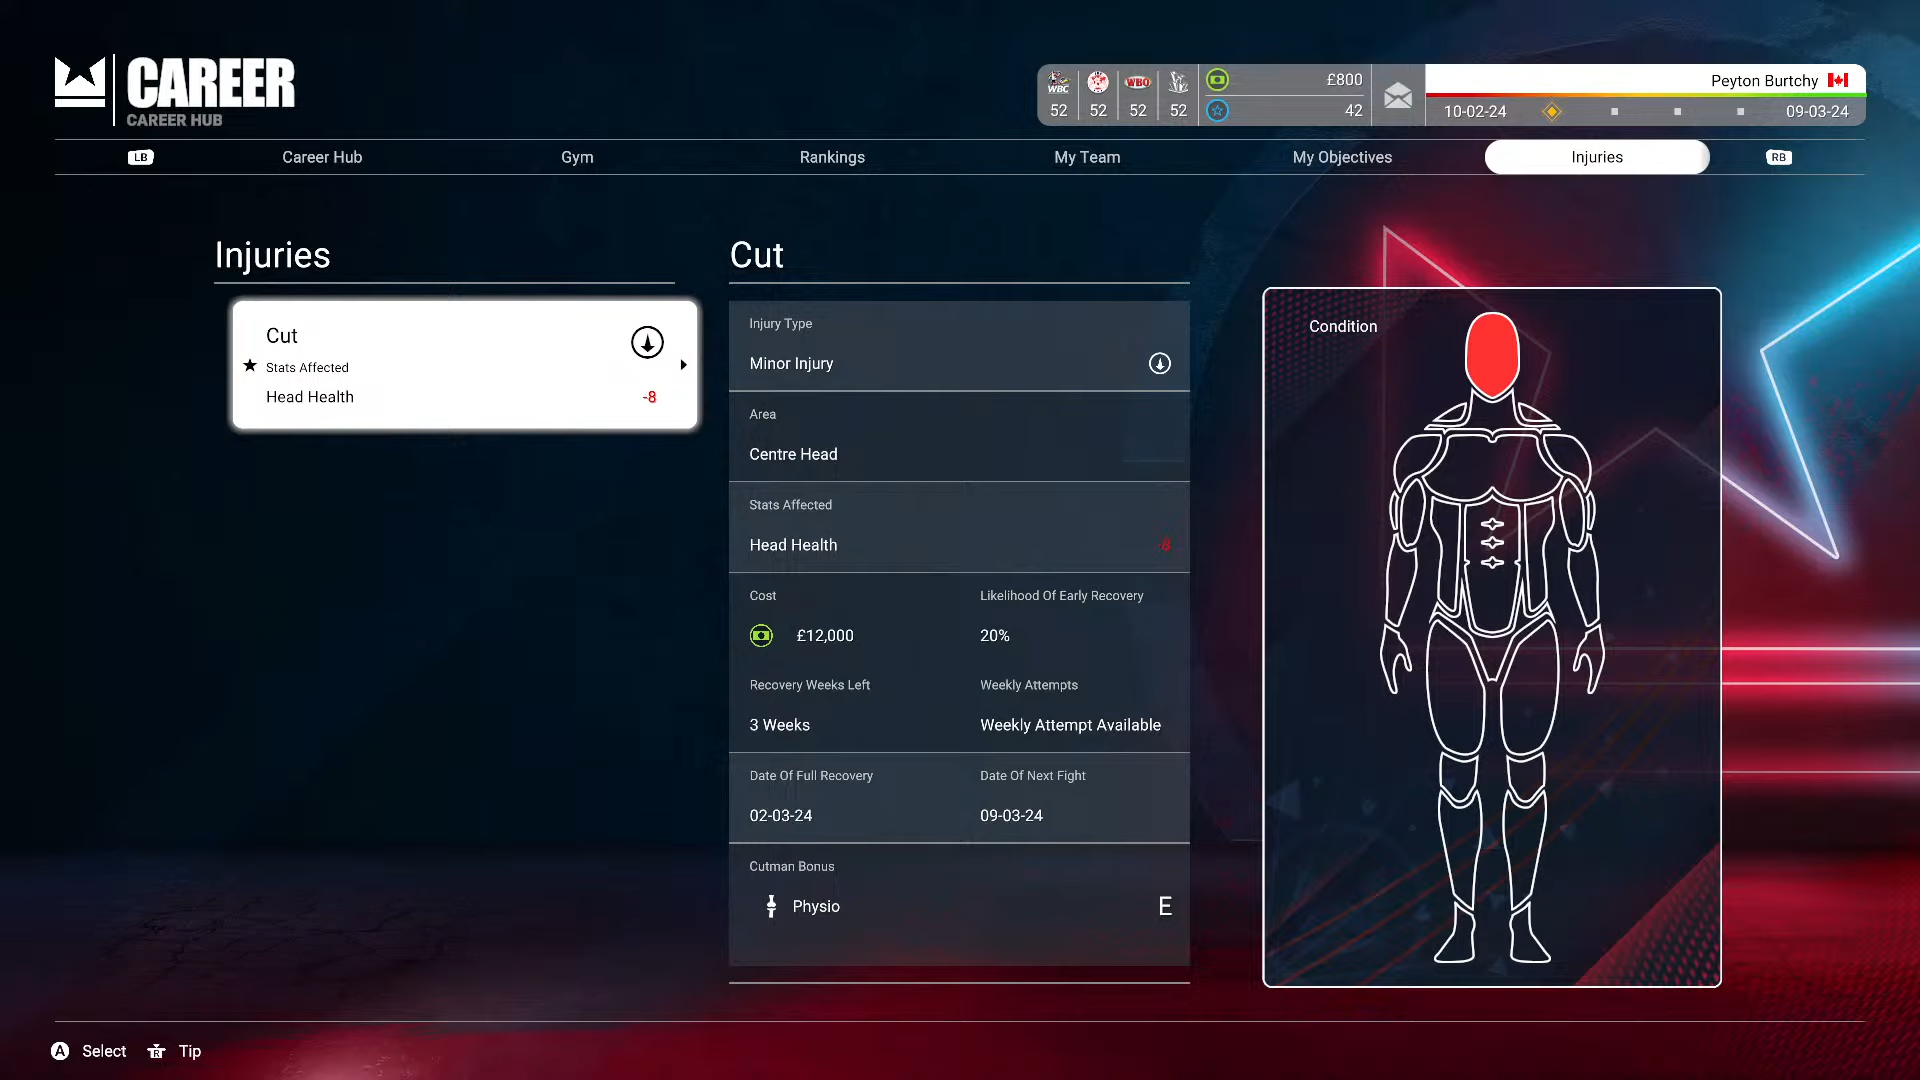 CAREER
CAREER HUB
WBC
WBO
52
52
52
52
£800
42
Peyton Burtchy
10-02-24
09-03-24
LB
Career Hub
Gym
Rankings
My Team
My Objectives
Injuries
RB
Injuries
Cut
Stats Affected
Head Health
-8
Cut
Injury Type
Minor Injury
Area
Centre Head
Stats Affected
Head Health
-8
Cost
Likelihood Of Early Recovery
£12,000
20%
Recovery Weeks Left
Weekly Attempts
3 Weeks
Weekly Attempt Available
Date Of Full Recovery
Date Of Next Fight
02-03-24
09-03-24
Cutman Bonus
Physio
E
Condition
A Select
R Tip